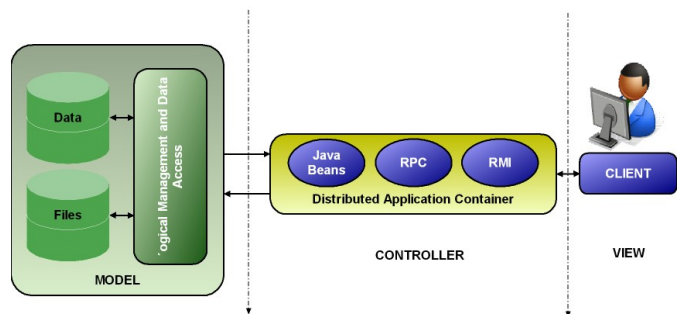 Data
Files
ogical Management and Data
Access
MODEL
Java
Beans
RPC
RMI
Distributed Application Container
CONTROLLER
CLIENT
VIEW